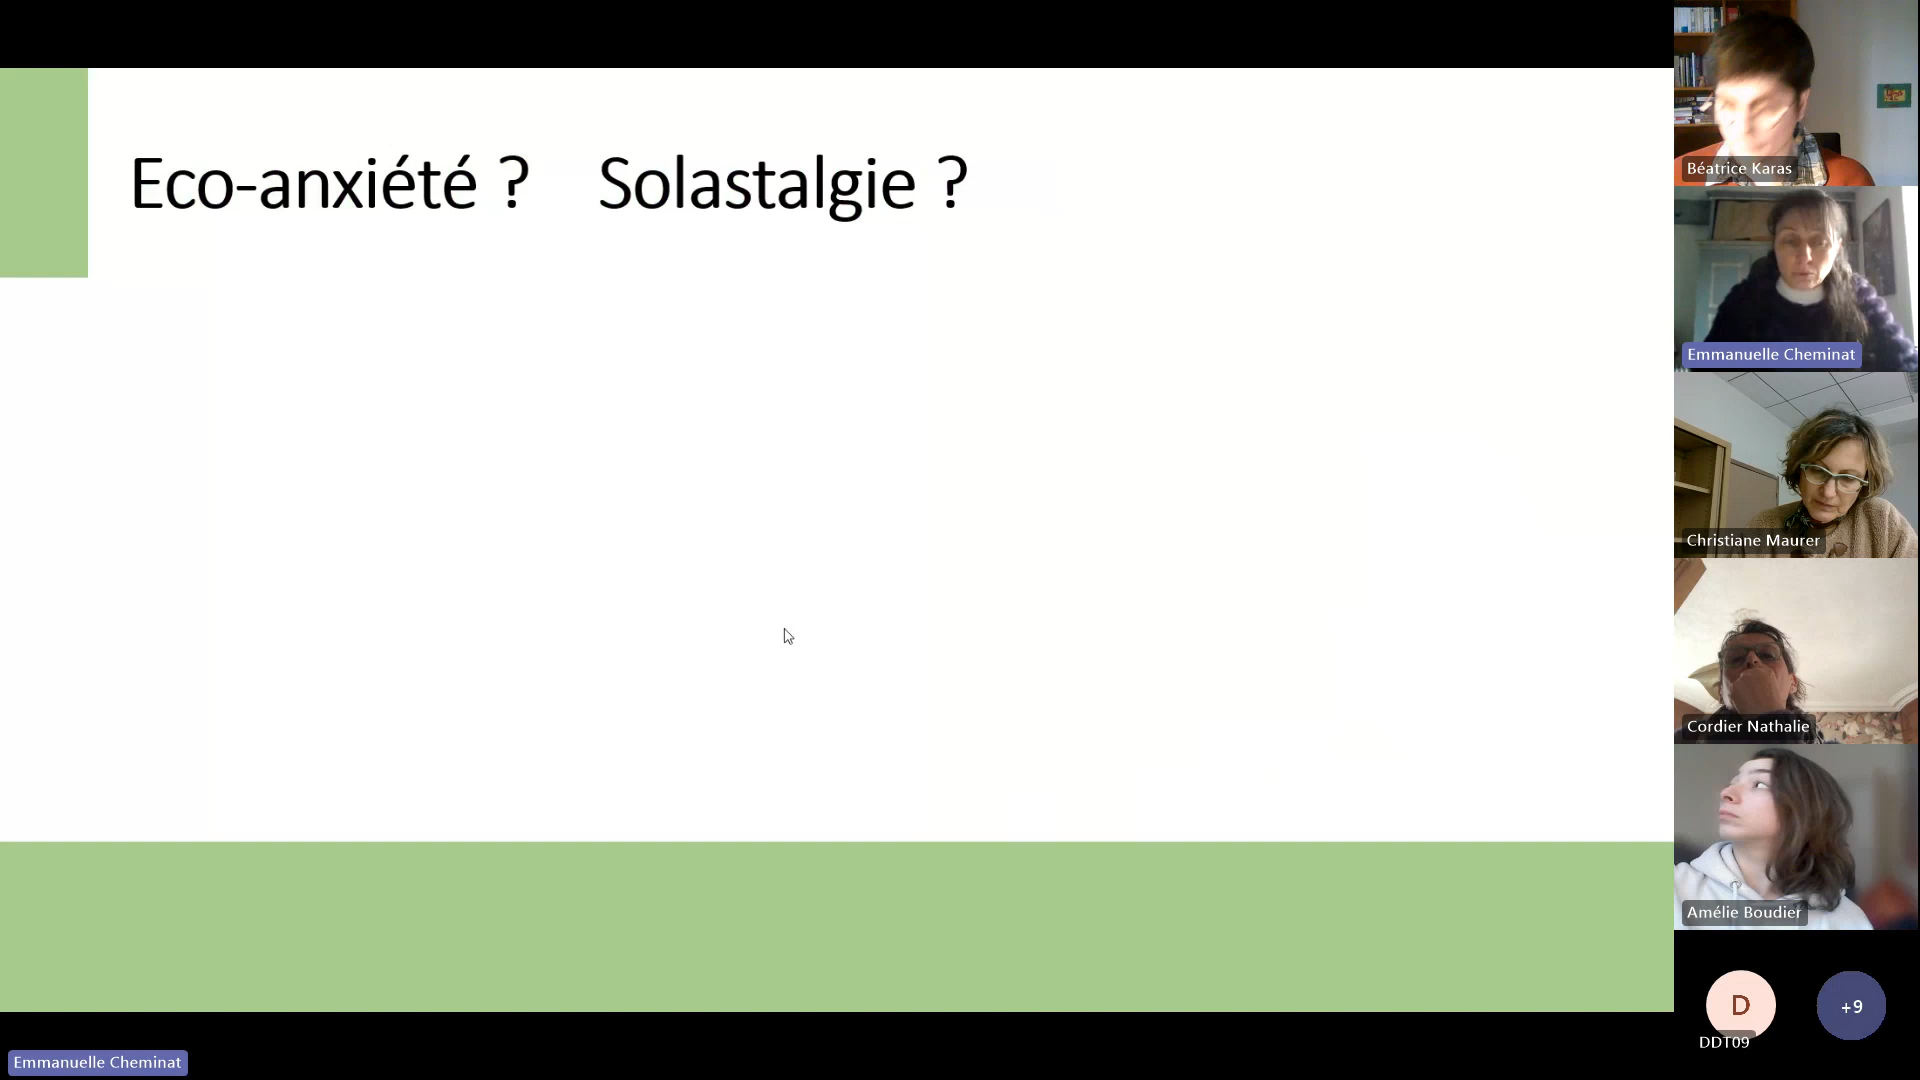 Eco-anxiété ? Solastalgie ?
Béatrice Karas
Emmanuelle Cheminat
Christiane Maurer
Cordier Nathalie
Amélie Boudier
D
+9
DDT09
Emmanuelle Cheminat